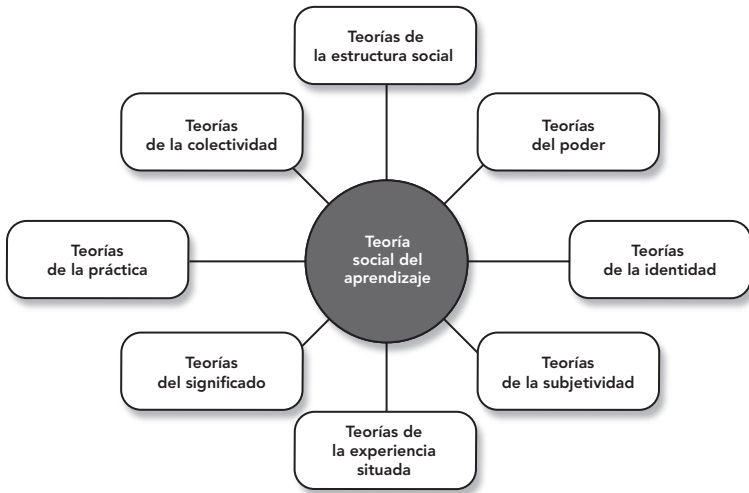 Teorías de
la estructura social
Teorías
de la colectividad
Teorías
del poder
Teorías
de la práctica
Teoría
social del
aprendizaje
Teorías
de la identidad
Teorías
del significado
Teorías
de la subjetividad
Teorías de
la experiencia
situada